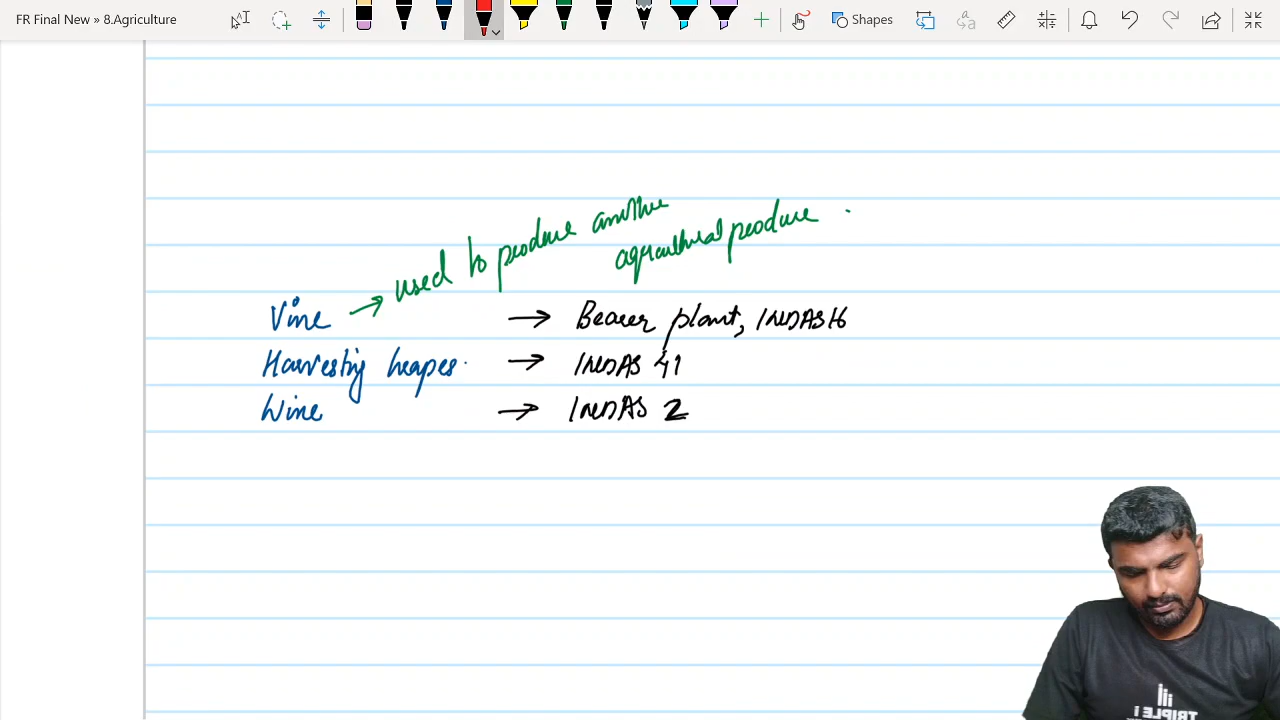 FR Final New » 8.Agriculture
Shapes
used to produce another
agricultural produce.
Vine → Bearer plant, INDAS 16
Harvesting → INDAS 41
Wine → INDAS 2
TRIPLE i